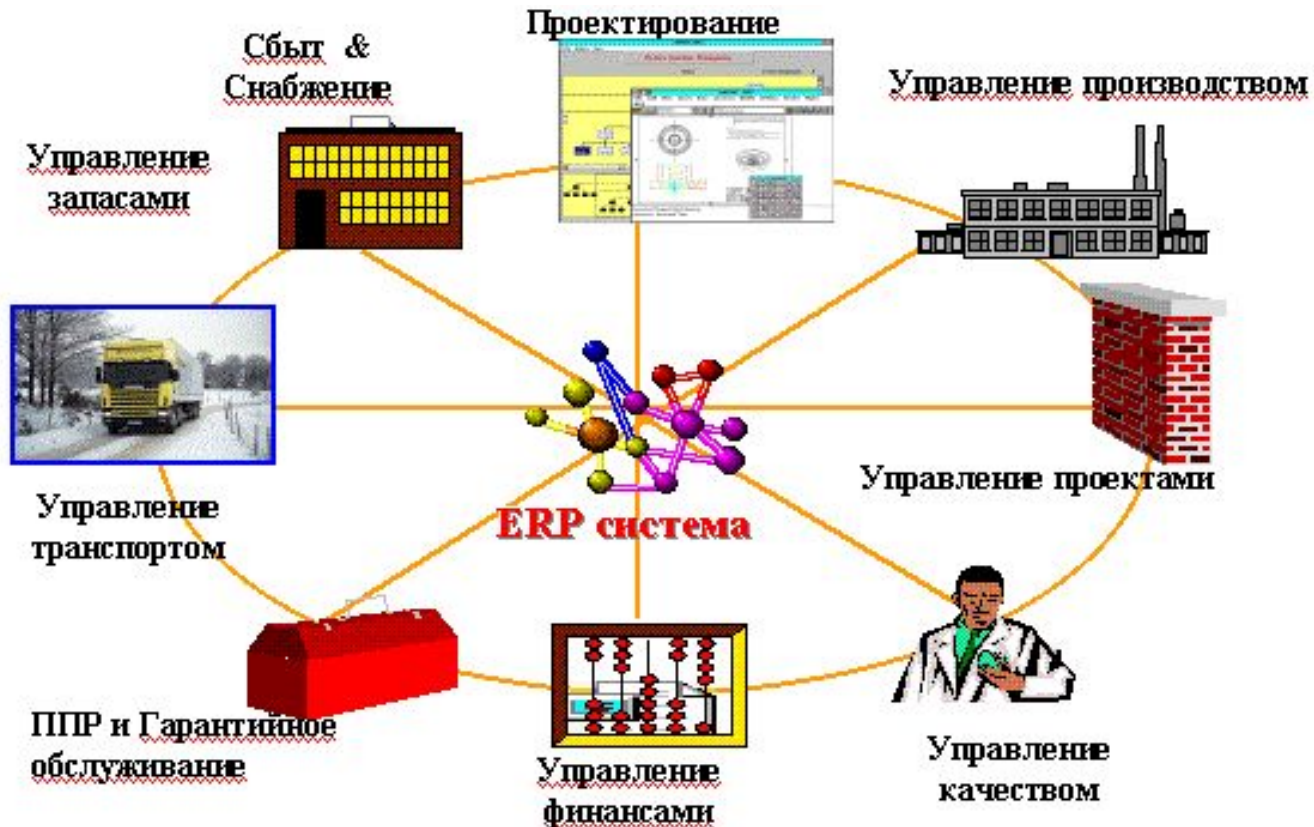 Проектирование
Сбыт &
Снабжение
Управление производством
Управление
запасами
Управление проектами
Управление
транспортом
ERP система
ППР и Гарантийное
обслуживание
Управление
финансами
Управление
качеством